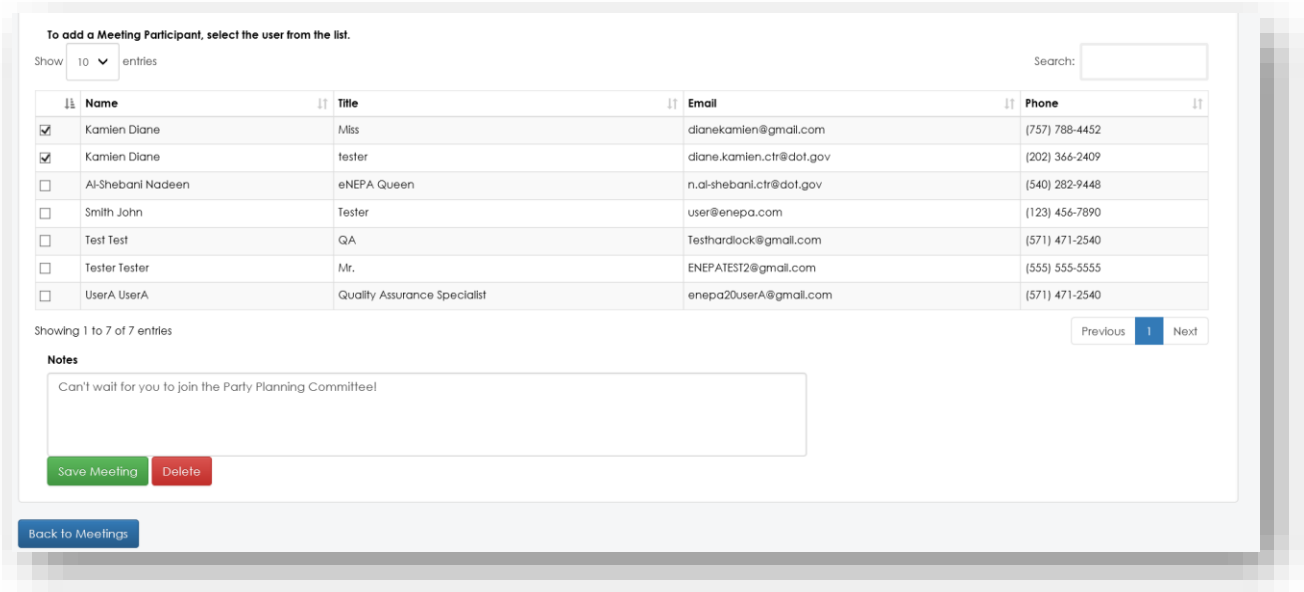 To add a Meeting Participant, select the user from the list.
Show 10 entries Search:
Name Title Email Phone
Kamien Diane Miss dianekamien@gmail.com (757) 788-4452
Kamien Diane tester diane.kamien.ctr@dot.gov (202) 366-2409
Al-Shebani Nadeen eNEPA Queen n.al-shebani.ctr@dot.gov (540) 282-9448
Smith John Tester user@enepa.com (123) 456-7890
Test Test QA Testhardlock@gmail.com (571) 471-2540
Tester Tester Mr. ENEPATEST2@gmail.com (555) 555-5555
UserA UserA Quality Assurance Specialist enepa20userA@gmail.com (571) 471-2540
Showing 1 to 7 of 7 entries Previous 1 Next
Notes
Can't wait for you to join the Party Planning Committee!
Save Meeting Delete
Back to Meetings